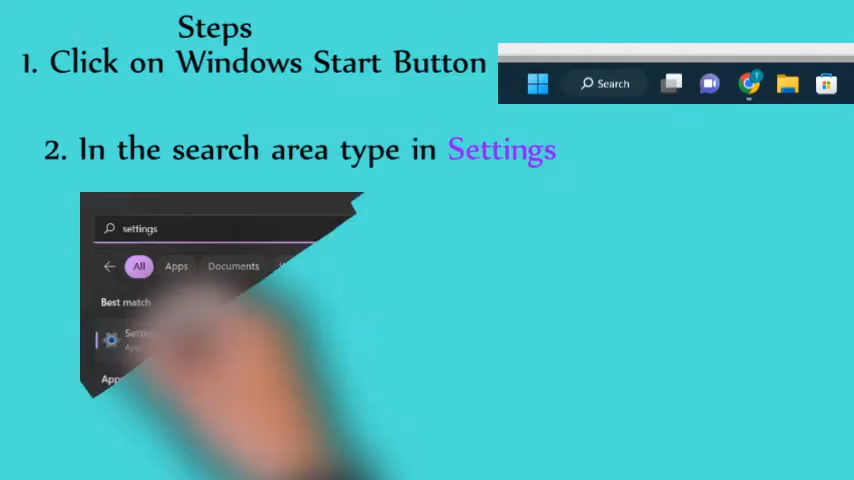 Steps
1. Click on Windows Start Button
Search
2. In the search area type in Settings
settings
All Apps Documents
Best match